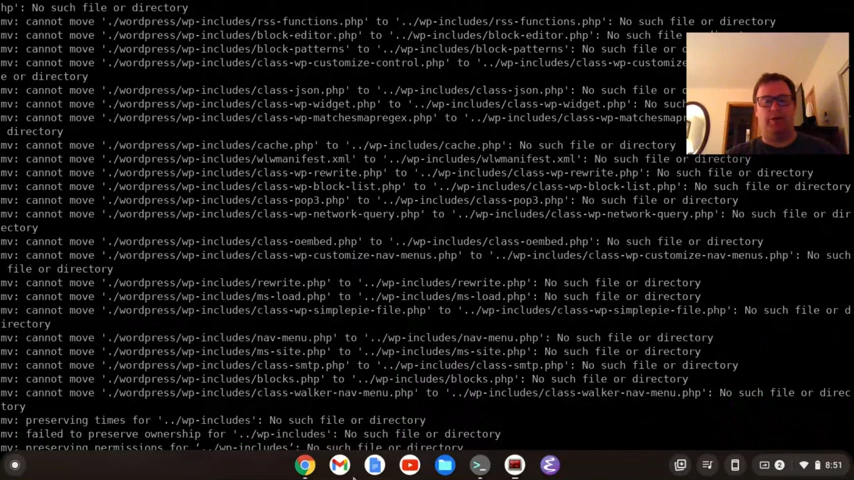 hp': No such file or directory
mv: cannot move './wordpress/wp-includes/rss-functions.php' to '../wp-includes/rss-functions.php': No such file or directory
mv: cannot move './wordpress/wp-includes/block-editor.php' to '../wp-includes/block-editor.php': No such file or directory
mv: cannot move './wordpress/wp-includes/block-patterns' to '../wp-includes/block-patterns': No such file or directory
mv: cannot move './wordpress/wp-includes/class-wp-customize-control.php' to '../wp-includes/class-wp-customiz
e or directory
mv: cannot move './wordpress/wp-includes/class-json.php' to '../wp-includes/class-json.php': No such
mv: cannot move './wordpress/wp-includes/class-wp-widget.php' to '../wp-includes/class-wp-widget.php': No su
mv: cannot move './wordpress/wp-includes/class-wp-matchesmapregex.php' to '../wp-includes/class-wp-matchesmapr
directory
mv: cannot move './wordpress/wp-includes/cache.php' to '../wp-includes/cache.php': No such file or directory
mv: cannot move './wordpress/wp-includes/wlwmanifest.xml' to '../wp-includes/wlwmanifest.xml': No such file or directory
mv: cannot move './wordpress/wp-includes/class-wp-rewrite.php' to '../wp-includes/class-wp-rewrite.php': No such file or directory
mv: cannot move './wordpress/wp-includes/class-wp-block-list.php' to '../wp-includes/class-wp-block-list.php': No such file or directory
mv: cannot move './wordpress/wp-includes/class-pop3.php' to '../wp-includes/class-pop3.php': No such file or directory
mv: cannot move './wordpress/wp-includes/class-wp-network-query.php' to '../wp-includes/class-wp-network-query.php': No such file or dir
ectory
mv: cannot move './wordpress/wp-includes/class-oembed.php' to '../wp-includes/class-oembed.php': No such file or directory
mv: cannot move './wordpress/wp-includes/class-wp-customize-nav-menus.php' to '../wp-includes/class-wp-customize-nav-menus.php': No such
file or directory
mv: cannot move './wordpress/wp-includes/rewrite.php' to '../wp-includes/rewrite.php': No such file or directory
mv: cannot move './wordpress/wp-includes/ms-load.php' to '../wp-includes/ms-load.php': No such file or directory
mv: cannot move './wordpress/wp-includes/class-wp-simplepie-file.php' to '../wp-includes/class-wp-simplepie-file.php': No such file or d
irectory
mv: cannot move './wordpress/wp-includes/nav-menu.php' to '../wp-includes/nav-menu.php': No such file or directory
mv: cannot move './wordpress/wp-includes/ms-site.php' to '../wp-includes/ms-site.php': No such file or directory
mv: cannot move './wordpress/wp-includes/class-smtp.php' to '../wp-includes/class-smtp.php': No such file or directory
mv: cannot move './wordpress/wp-includes/blocks.php' to '../wp-includes/blocks.php': No such file or directory
mv: cannot move './wordpress/wp-includes/class-walker-nav-menu.php' to '../wp-includes/class-walker-nav-menu.php': No such file or direc
tory
mv: preserving times for '../wp-includes': No such file or directory
mv: failed to preserve ownership for '../wp-includes': No such file or directory
mv: preserving permissions for '../wp-includes': No such file or directory
2
8:51